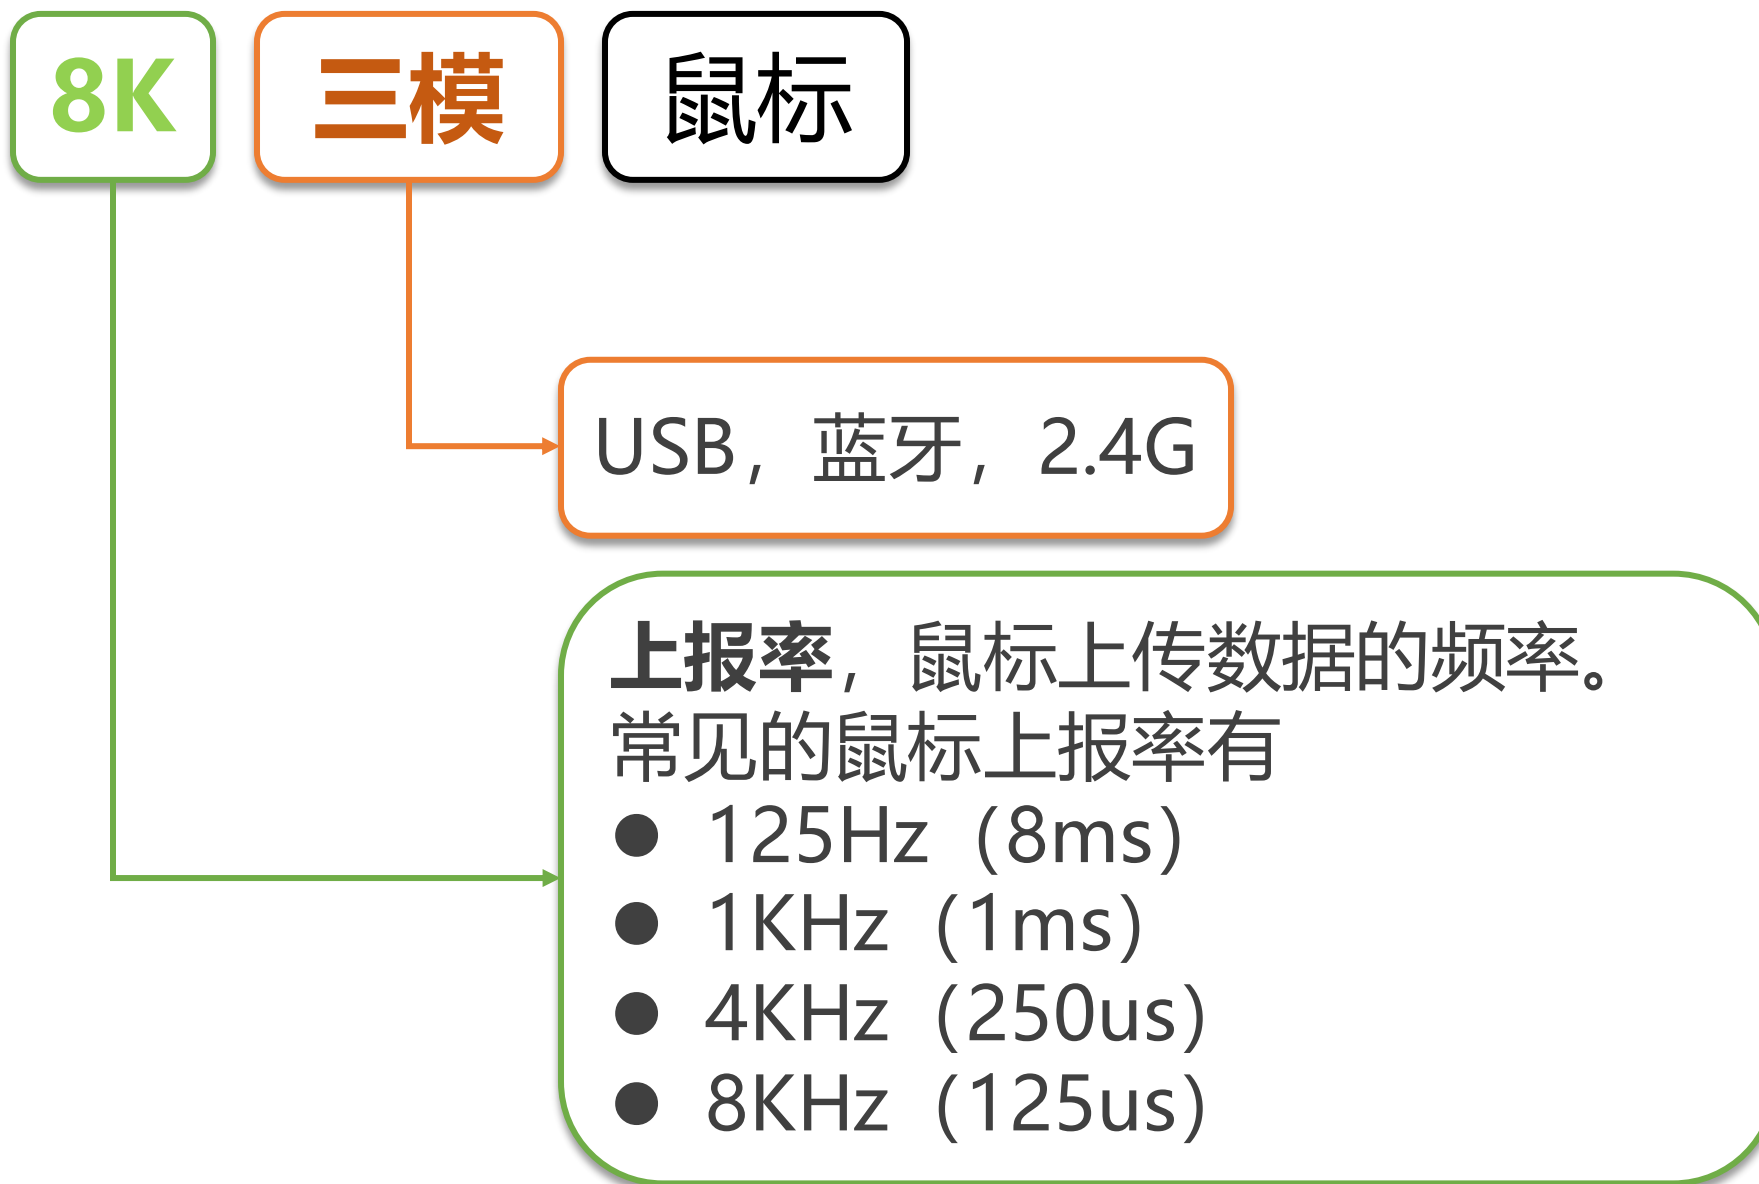 8K 三模 鼠标
USB，蓝牙，2.4G
上报率，鼠标上传数据的频率。
常见的鼠标上报率有
● 125Hz（8ms）
● 1KHz（1ms）
● 4KHz（250us）
● 8KHz（125us）